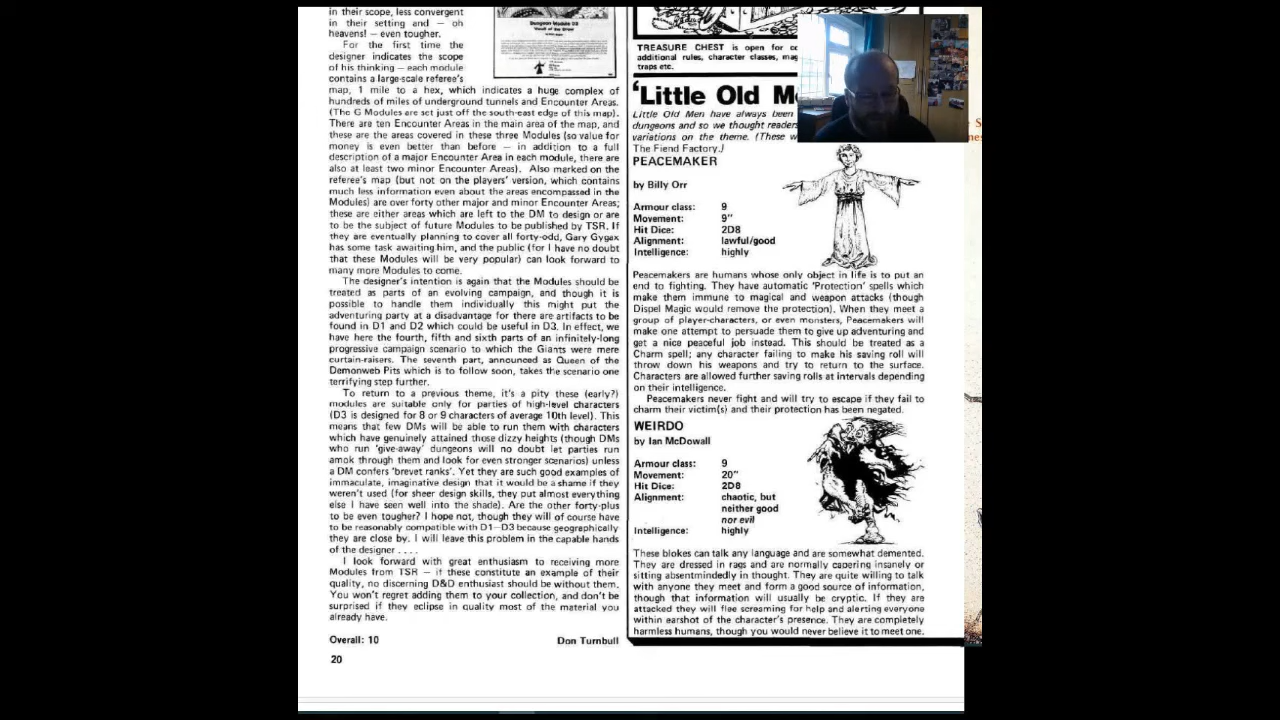 in their scope, less convergent
in their setting and — oh
heavens! — even tougher.
For the first time the
designer indicates the scope
of his thinking — each module
contains a large-scale referee's
map, 1 mile to a hex, which indicates a huge complex of
hundreds of miles of underground tunnels and Encounter Areas.
(The G Modules are set just off the south-east edge of this map).
There are ten Encounter Areas in the main area of the map, and
these are the areas covered in these three Modules (so value for
money is even better than before — in addition to a full
description of a major Encounter Area in each module, there are
also at least two minor Encounter Areas). Also marked on the
referee's map (but not on the players' version, which contains
much less information even about the areas encompassed in the
Modules) are over forty other major and minor Encounter Areas;
these are either areas which are left to the DM to design or are
to be the subject of future Modules to be published by TSR. If
they are eventually planning to cover all forty-odd, Gary Gygax
has some task awaiting him, and the public (for I have no doubt
that these Modules will be very popular) can look forward to
many more Modules to come.
The designer's intention is again that the Modules should be
treated as parts of an evolving campaign, and though it is
possible to handle them individually this might put the
adventuring party at a disadvantage for there are artifacts to be
found in D1 and D2 which could be useful in D3. In effect, we
have here the fourth, fifth and sixth parts of an infinitely-long
progressive campaign scenario to which the Giants were mere
curtain-raisers. The seventh part, announced as Queen of the
Demonweb Pits which is to follow soon, takes the scenario one
terrifying step further.
To return to a previous theme, it's a pity these (early?)
modules are suitable only for parties of high-level characters
(D3 is designed for 8 or 9 characters of average 10th level). This
means that few DMs will be able to run them with characters
which have genuinely attained those dizzy heights (though DMs
who run 'give-away' dungeons will no doubt let parties run
amok through them and look for even stronger scenarios) unless
a DM confers 'brevet ranks'. Yet they are such good examples of
immaculate, imaginative design that it would be a shame if they
weren't used (for sheer design skills, they put almost everything
else I have seen well into the shade). Are the other forty-plus
to be even tougher? I hope not, though they will of course have
to be reasonably compatible with D1—D3 because geographically
they are close by. I will leave this problem in the capable hands
of the designer . . . .
I look forward with great enthusiasm to receiving more
Modules from TSR — if these constitute an example of their
quality, no discerning D&D enthusiast should be without them.
You won't regret adding them to your collection, and don't be
surprised if they eclipse in quality most of the material you
already have.
Overall: 10 Don Turnbull
20
Dungeon Module D3
Vault of the Drow
TREASURE CHEST is open for
additional rules, character classes,
traps etc.
'Little Old M
Little Old Men have always been
dungeons and so we thought readers
variations on the theme. (These
The Fiend Factory.)
PEACEMAKER
by Billy Orr
Armour class: 9
Movement: 9"
Hit Dice: 2D8
Alignment: lawful/good
Intelligence: highly
Peacemakers are humans whose only object in life is to put an
end to fighting. They have automatic 'Protection' spells which
make them immune to magical and weapon attacks (though
Dispel Magic would remove the protection). When they meet a
group of player-characters, or even monsters, Peacemakers will
make one attempt to persuade them to give up adventuring and
get a nice peaceful job instead. This should be treated as a
Charm spell; any character failing to make his saving roll will
throw down his weapons and try to return to the surface.
Characters are allowed further saving rolls at intervals depending
on their intelligence.
Peacemakers never fight and will try to escape if they fail to
charm their victim(s) and their protection has been negated.
WEIRDO
by Ian McDowall
Armour class: 9
Movement: 20"
Hit Dice: 2D8
Alignment: chaotic, but
neither good
nor evil
Intelligence: highly
These blokes can talk any language and are somewhat demented.
They are dressed in rags and are normally capering insanely or
sitting absentmindedly in thought. They are quite willing to talk
with anyone they meet and form a good source of information,
though that information will usually be cryptic. If they are
attacked they will flee screaming for help and alerting everyone
within earshot of the character's presence. They are completely
harmless humans, though you would never believe it to meet one.